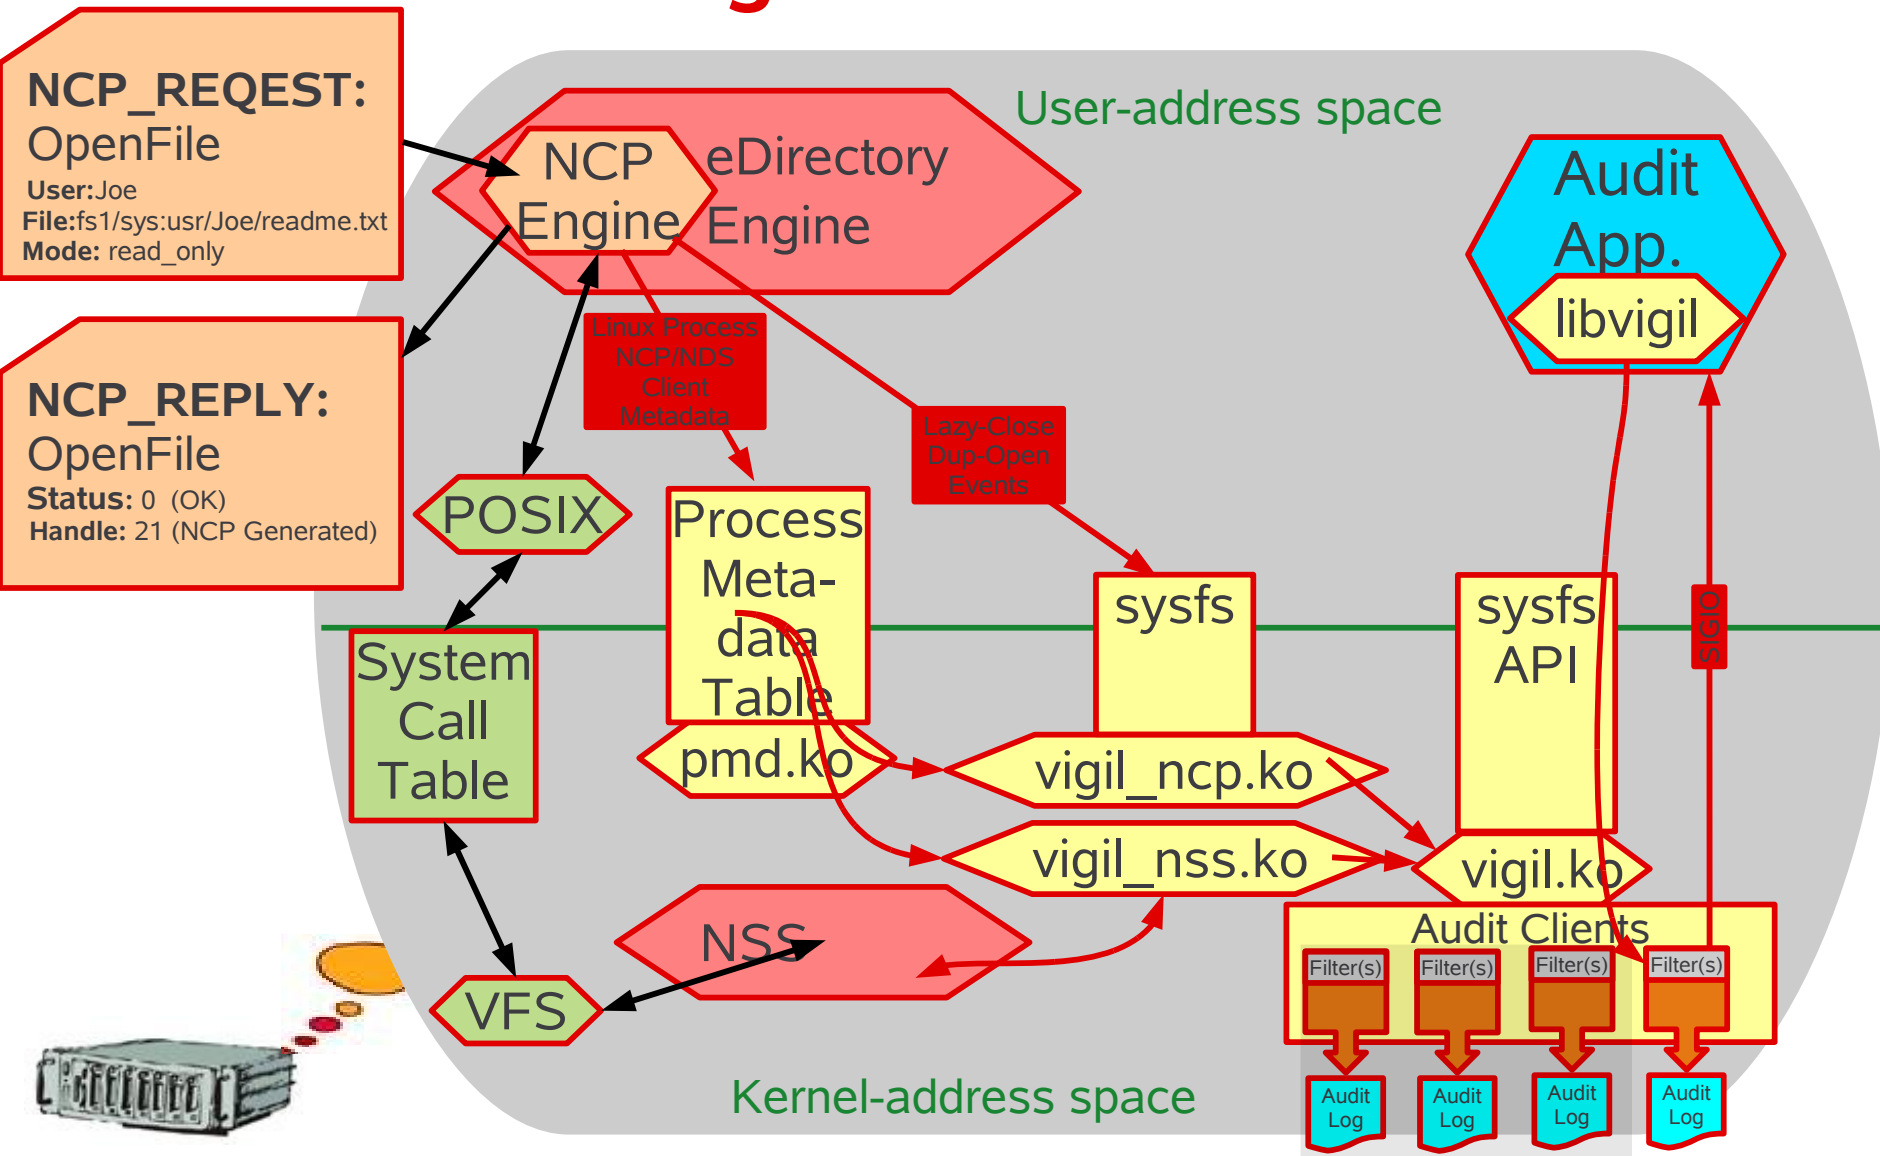 g
NCP_REQEST:
OpenFile
User:Joe
File:fs1/sys:usr/Joe/readme.txt
Mode: read_only
NCP_REPLY:
OpenFile
Status: 0 (OK)
Handle: 21 (NCP Generated)
User-address space
NCP
Engine
eDirectory
Engine
Audit
App.
libvigil
Linux Process
NCP/NDS
Client
Metadata
Lazy-Close
Dup-Open
Events
POSIX
Process
Meta-
data
Table
pmd.ko
sysfs
sysfs
API
SIGIO
System
Call
Table
vigil_ncp.ko
vigil_nss.ko
vigil.ko
NSS
VFS
Audit Clients
Filter(s)
Filter(s)
Filter(s)
Filter(s)
Audit
Log
Audit
Log
Audit
Log
Audit
Log
Kernel-address space